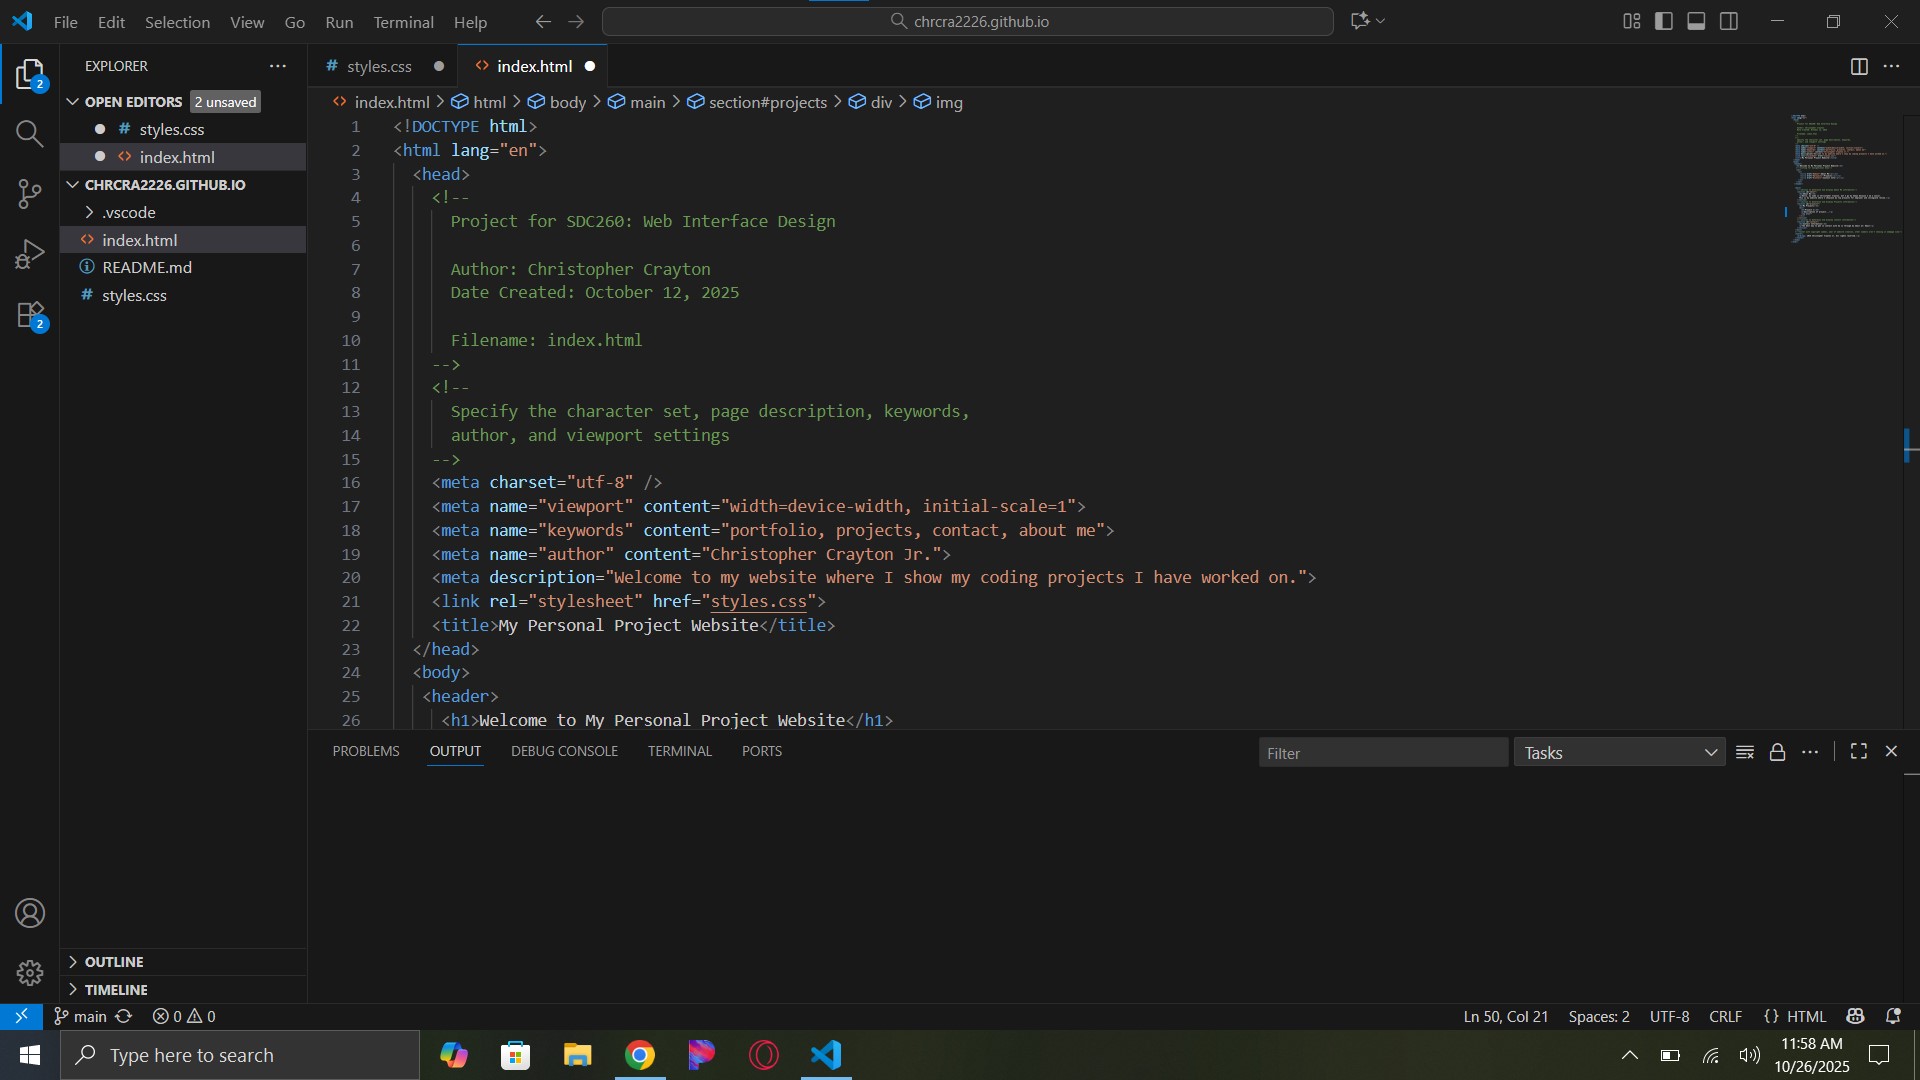 File Edit Selection View Go Run Terminal Help
chrcra2226.github.io
EXPLORER
OPEN EDITORS 2 unsaved
# styles.css
<> index.html
CHRCRA2226.GITHUB.IO
.vscode
<> index.html
README.md
# styles.css
OUTLINE
TIMELINE
2
2
# styles.css
<> index.html
<> index.html > html > body > main > section#projects > div > img
1 <!DOCTYPE html>
2 <html lang="en">
3 <head>
4 <!--
5 Project for SDC260: Web Interface Design
6
7 Author: Christopher Crayton
8 Date Created: October 12, 2025
9
10 Filename: index.html
11 -->
12 <!--
13 Specify the character set, page description, keywords,
14 author, and viewport settings
15 -->
16 <meta charset="utf-8" />
17 <meta name="viewport" content="width=device-width, initial-scale=1">
18 <meta name="keywords" content="portfolio, projects, contact, about me">
19 <meta name="author" content="Christopher Crayton Jr.">
20 <meta description="Welcome to my website where I show my coding projects I have worked on.">
21 <link rel="stylesheet" href="styles.css">
22 <title>My Personal Project Website</title>
23 </head>
24 <body>
25 <header>
26 <h1>Welcome to My Personal Project Website</h1>
PROBLEMS OUTPUT DEBUG CONSOLE TERMINAL PORTS
Filter
Tasks
main 0 0
Ln 50, Col 21 Spaces: 2 UTF-8 CRLF {} HTML
Type here to search
11:58 AM
10/26/2025